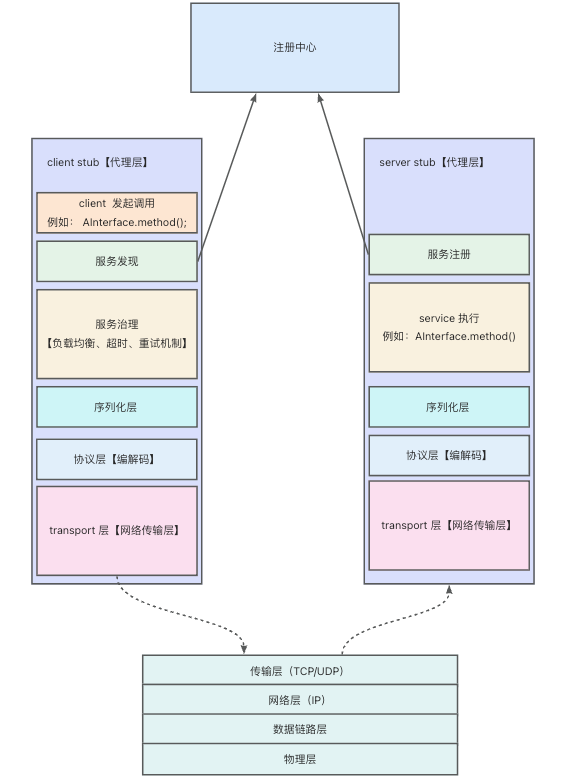 注册中心
client stub【代理层】
client 发起调用
例如： AInterface.method();
服务发现
服务治理
【负载均衡、超时、重试机制】
序列化层
协议层【编解码】
transport 层【网络传输层】
server stub【代理层】
服务注册
service 执行
例如：AInterface.method()
序列化层
协议层【编解码】
transport 层【网络传输层】
传输层（TCP/UDP）
网络层（IP）
数据链路层
物理层